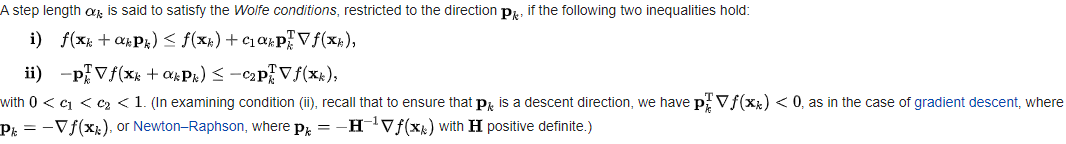 A step length αₖ is said to satisfy the Wolfe conditions, restricted to the direction 𝐩ₖ, if the following two inequalities hold:
i) f(𝐱ₖ + αₖ𝐩ₖ) ≤ f(𝐱ₖ) + c₁αₖ𝐩ₖᵀ∇f(𝐱ₖ),
ii) −𝐩ₖᵀ∇f(𝐱ₖ + αₖ𝐩ₖ) ≤ −c₂𝐩ₖᵀ∇f(𝐱ₖ),
with 0 < c₁ < c₂ < 1. (In examining condition (ii), recall that to ensure that 𝐩ₖ is a descent direction, we have 𝐩ₖᵀ∇f(𝐱ₖ) < 0, as in the case of gradient descent, where
𝐩ₖ = −∇f(𝐱ₖ), or Newton–Raphson, where 𝐩ₖ = −𝐇⁻¹∇f(𝐱ₖ) with 𝐇 positive definite.)